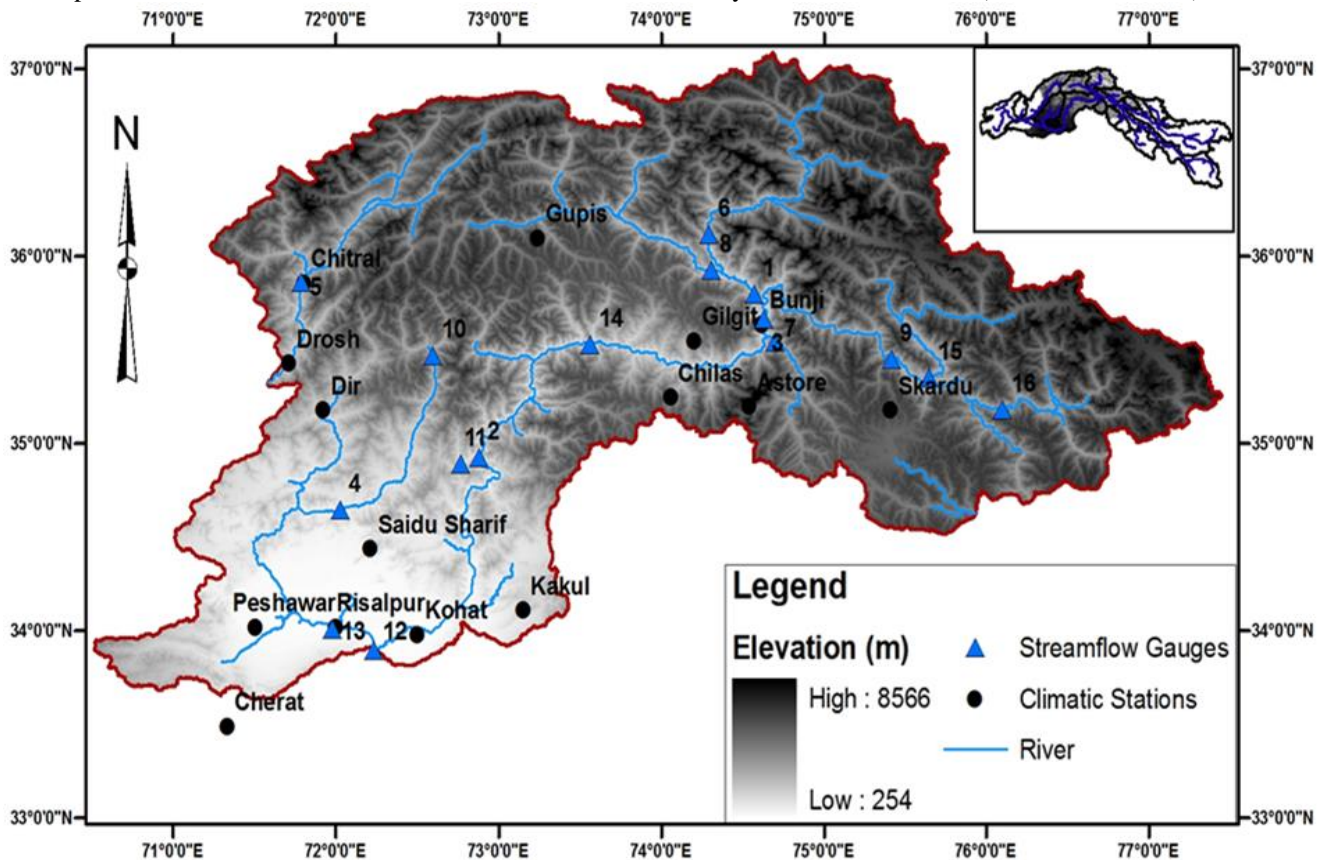 71°0'0"E 72°0'0"E 73°0'0"E 74°0'0"E 75°0'0"E 76°0'0"E 77°0'0"E
37°0'0"N 37°0'0"N
N
6
Gupis
36°0'0"N 8 36°0'0"N
Chitral
5
1
Bunji
10 14 Gilgit 7
Drosh 3 9 15
Dir Chilas Astore Skardu 16
35°0'0"N 11 2 35°0'0"N
4
Saidu Sharif
Kakul
Peshawar Risalpur Kohat
34°0'0"N 13 12 34°0'0"N
Cherat
33°0'0"N 33°0'0"N
Legend
Elevation (m)
High : 8566
Low : 254
Streamflow Gauges
Climatic Stations
River
71°0'0"E 72°0'0"E 73°0'0"E 74°0'0"E 75°0'0"E 76°0'0"E 77°0'0"E